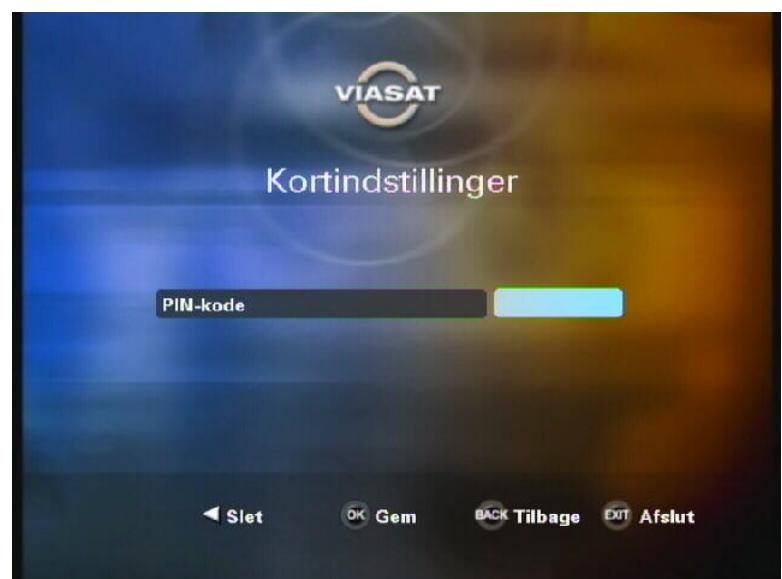 VIASAT
Kortindstillinger
PIN-kode
Slet OK Gem BACK Tilbage EXIT Afslut